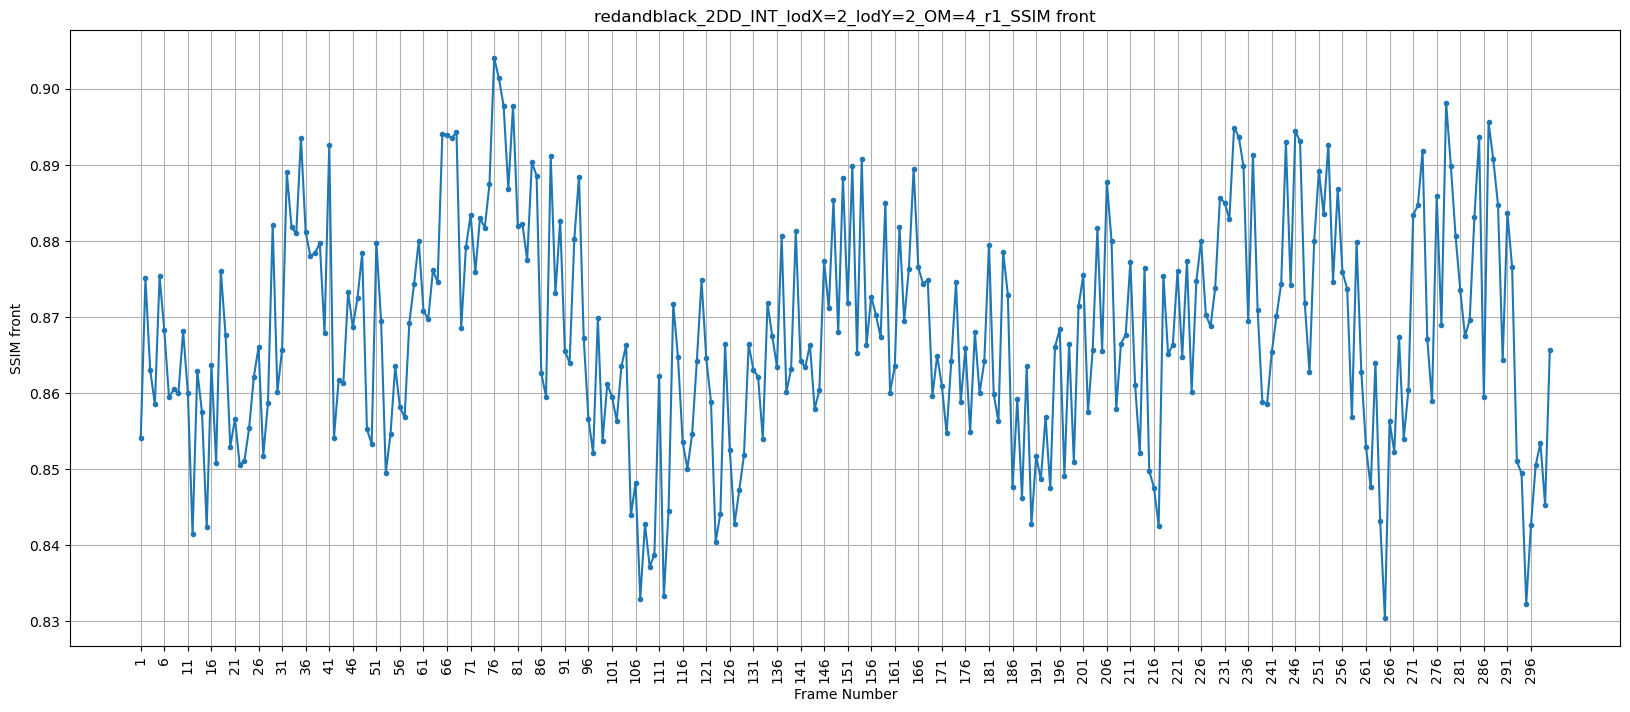 redandblack_2DD_INT_lodX=2_lodY=2_OM=4_r1_SSIM front
SSIM front
0.90
0.89
0.88
0.87
0.86
0.85
0.84
0.83
1 6 11 16 21 26 31 36 41 46 51 56 61 66 71 76 81 86 91 96 101 106 111 116 121 126 131 136 141 146 151 156 161 166 171 176 181 186 191 196 201 206 211 216 221 226 231 236 241 246 251 256 261 266 271 276 281 286 291 296
Frame Number